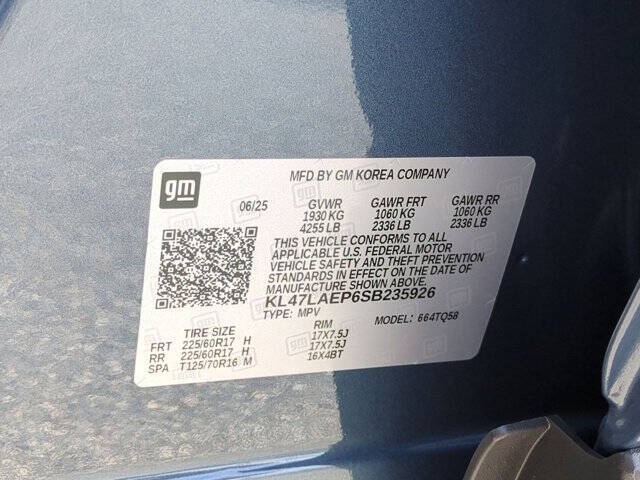 gm
MFD BY GM KOREA COMPANY
06/25 GVWR GAWR FRT GAWR RR
1930 KG 1060 KG 1060 KG
4255 LB 2336 LB 2336 LB
THIS VEHICLE CONFORMS TO ALL
APPLICABLE U.S. FEDERAL MOTOR
VEHICLE SAFETY AND THEFT PREVENTION
STANDARDS IN EFFECT ON THE DATE OF
MANUFACTURE SHOWN ABOVE.
KL47LAEP6SB235926
TYPE: MPV MODEL: 664TQ58
TIRE SIZE RIM
FRT 225/60R17 H 17X7.5J
RR 225/60R17 H 17X7.5J
SPA T125/70R16 M 16X4BT